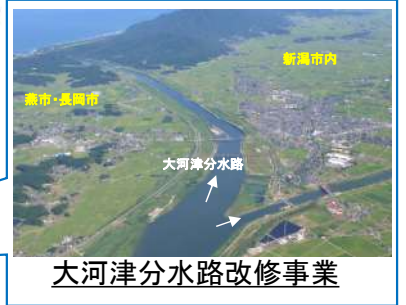 新潟市内
燕市・長岡市
大河津分水路
大河津分水路改修事業